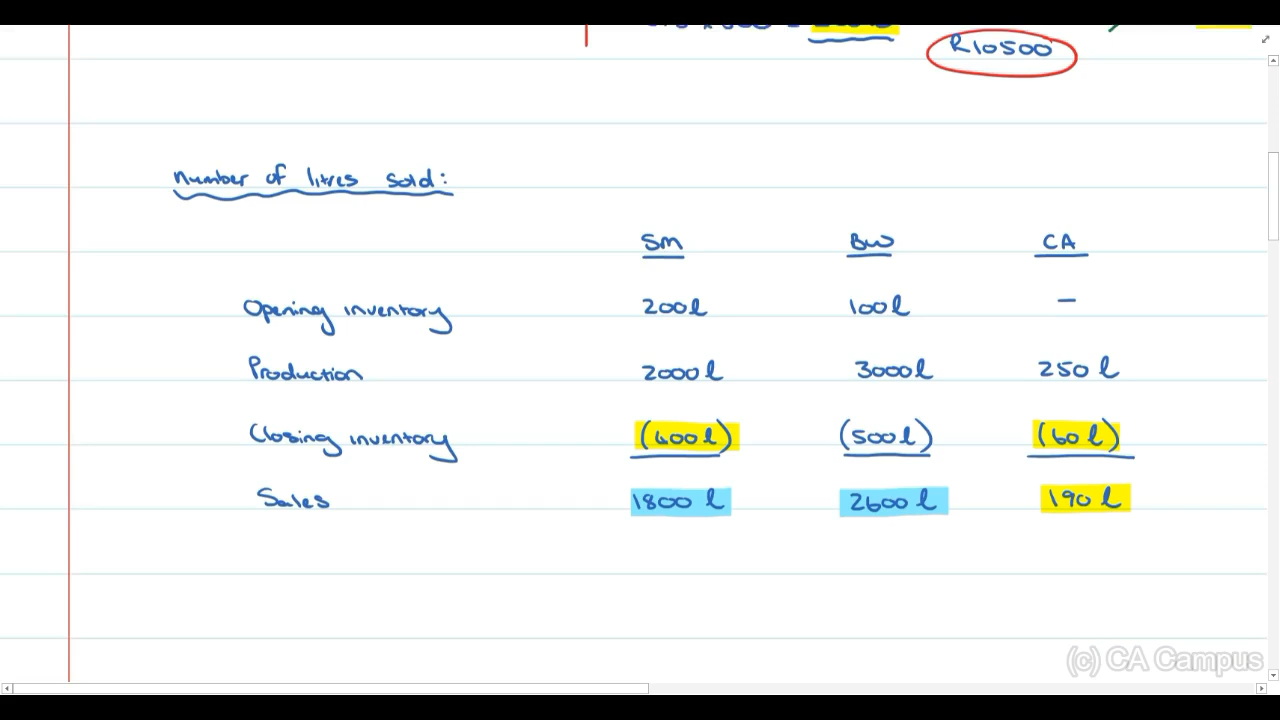 R10500
Number of litres sold:
SM BW CA
Opening inventory 200l 100l –
Production 2000l 3000l 250l
Closing inventory (400l) (500l) (60l)
Sales 1800l 2600l 190l
(c) CA Campus